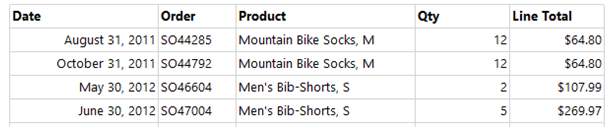 Date Order Product Qty Line Total
August 31, 2011 SO44285 Mountain Bike Socks, M 12 $64.80
October 31, 2011 SO44792 Mountain Bike Socks, M 12 $64.80
May 30, 2012 SO46604 Men's Bib-Shorts, S 2 $107.99
June 30, 2012 SO47004 Men's Bib-Shorts, S 5 $269.97